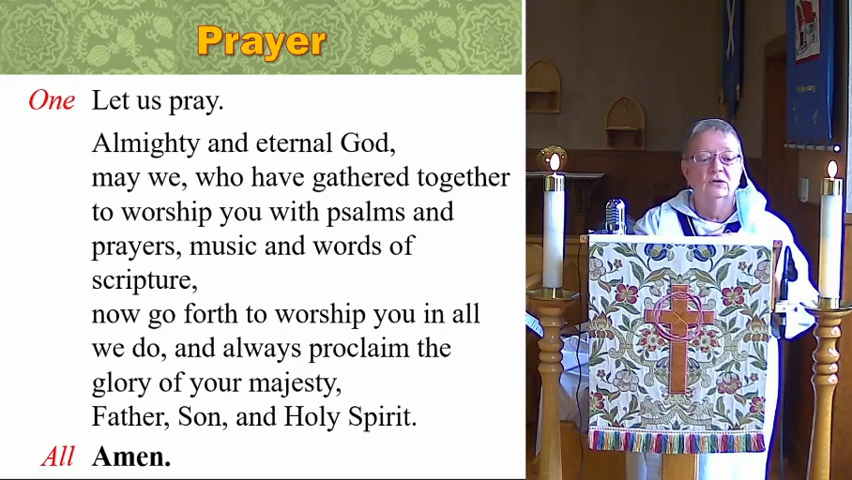 Prayer
One Let us pray.
Almighty and eternal God,
may we, who have gathered together
to worship you with psalms and
prayers, music and words of
scripture,
now go forth to worship you in all
we do, and always proclaim the
glory of your majesty,
Father, Son, and Holy Spirit.
All Amen.